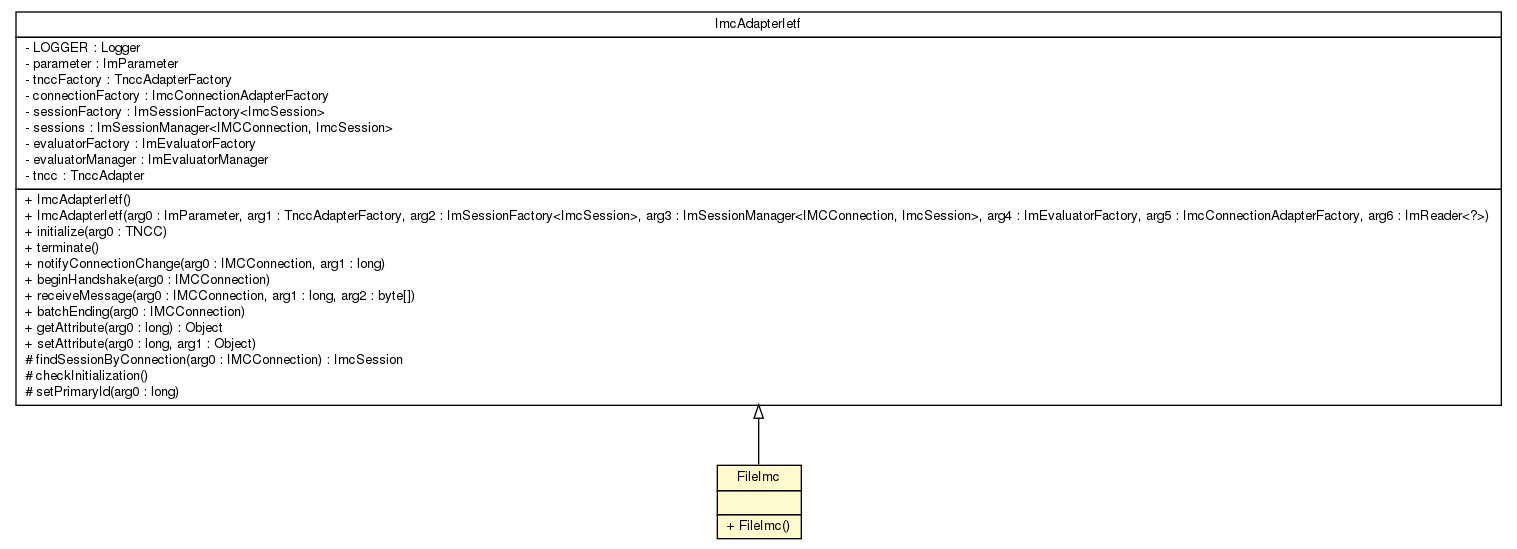 ImcAdapterIetf
- LOGGER : Logger
- parameter : ImParameter
- tnccFactory : TnccAdapterFactory
- connectionFactory : ImcConnectionAdapterFactory
- sessionFactory : ImSessionFactory<ImcSession>
- sessions : ImSessionManager<IMCConnection, ImcSession>
- evaluatorFactory : ImEvaluatorFactory
- evaluatorManager : ImEvaluatorManager
- tncc : TnccAdapter
+ ImcAdapterIetf()
+ ImcAdapterIetf(arg0 : ImParameter, arg1 : TnccAdapterFactory, arg2 : ImSessionFactory<ImcSession>, arg3 : ImSessionManager<IMCConnection, ImcSession>, arg4 : ImEvaluatorFactory, arg5 : ImcConnectionAdapterFactory, arg6 : ImReader<?>)
+ initialize(arg0 : TNCC)
+ terminate()
+ notifyConnectionChange(arg0 : IMCConnection, arg1 : long)
+ beginHandshake(arg0 : IMCConnection)
+ receiveMessage(arg0 : IMCConnection, arg1 : long, arg2 : byte[])
+ batchEnding(arg0 : IMCConnection)
+ getAttribute(arg0 : long) : Object
+ setAttribute(arg0 : long, arg1 : Object)
# findSessionByConnection(arg0 : IMCConnection) : ImcSession
# checkInitialization()
# setPrimaryId(arg0 : long)
FileImc
+ FileImc()